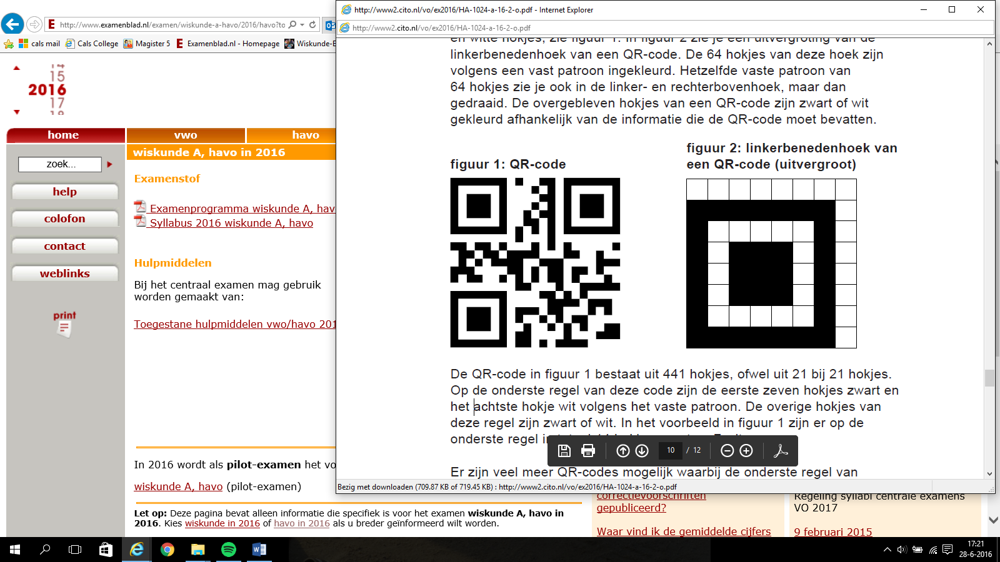 http://www2.cito.nl/vo/ex2016/HA-1024-a-16-2-o.pdf - Internet Explorer
http://www.examenblad.nl/examen/wiskunde-a-havo/2016/havo?to
http://www2.cito.nl/vo/ex2016/HA-1024-a-16-2-o.pdf
cals mail
Cals College
Magister 5
Examenblad.nl - Homepage
Wiskunde-E
15
2016
17
home
vwo
havo
wiskunde A, havo in 2016
zoek...
help
colofon
contact
weblinks
print
Examenstof
Examenprogramma wiskunde A, hav
Syllabus 2016 wiskunde A, havo
Hulpmiddelen
Bij het centraal examen mag gebruik
worden gemaakt van:
Toegestane hulpmiddelen vwo/havo 201
In 2016 wordt als pilot-examen het vo
wiskunde A, havo (pilot-examen)
Let op: Deze pagina bevat alleen informatie die specifiek is voor het examen wiskunde A, havo in
2016. Kies wiskunde in 2016 of havo in 2016 als u breder geïnformeerd wilt worden.
en witte hokjes, zie figuur 1. In figuur 2 zie je een uitvergroting van de
linkerbenedenhoek van een QR-code. De 64 hokjes van deze hoek zijn
volgens een vast patroon ingekleurd. Hetzelfde vaste patroon van
64 hokjes zie je ook in de linker- en rechterbovenhoek, maar dan
gedraaid. De overgebleven hokjes van een QR-code zijn zwart of wit
gekleurd afhankelijk van de informatie die de QR-code moet bevatten.
figuur 1: QR-code
figuur 2: linkerbenedenhoek van
een QR-code (uitvergroot)
De QR-code in figuur 1 bestaat uit 441 hokjes, ofwel uit 21 bij 21 hokjes.
Op de onderste regel van deze code zijn de eerste zeven hokjes zwart en
het achtste hokje wit volgens het vaste patroon. De overige hokjes van
deze regel zijn zwart of wit. In het voorbeeld in figuur 1 zijn er op de
onderste regel
10 / 12
Er zijn veel meer QR-codes mogelijk waarbij de onderste regel van
Bezig met downloaden (709.87 KB of 719.45 KB) : http://www2.cito.nl/vo/ex2016/HA-1024-a-16-2-o.pdf
correctievoorschriften
gepubliceerd?
Waar vind ik de gemiddelde cijfers
Regeling syllabi centrale examens
VO 2017
9 februari 2015
17:21
28-6-2016